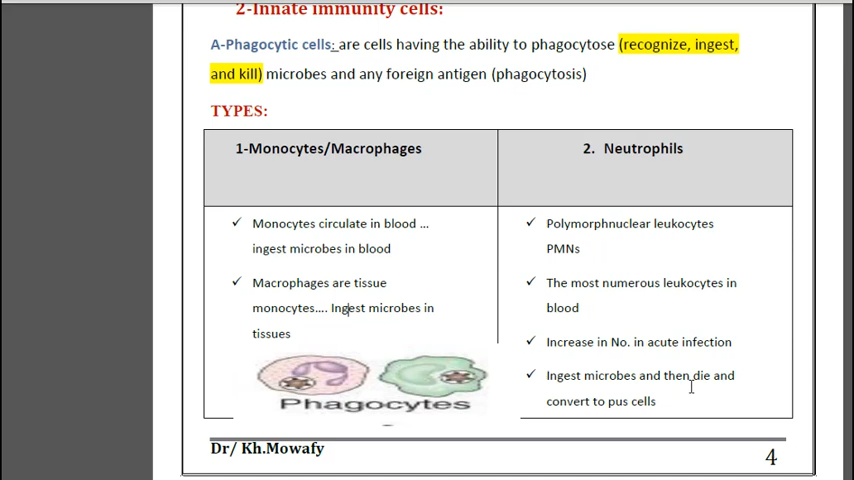 2-Innate immunity cells:
A-Phagocytic cells: are cells having the ability to phagocytose (recognize, ingest,
and kill) microbes and any foreign antigen (phagocytosis)
TYPES:
1-Monocytes/Macrophages
✓ Monocytes circulate in blood …
ingest microbes in blood
✓ Macrophages are tissue
monocytes…. Ingest microbes in
tissues
Phagocytes
2. Neutrophils
✓ Polymorphnuclear leukocytes
PMNs
✓ The most numerous leukocytes in
blood
✓ Increase in No. in acute infection
✓ Ingest microbes and then die and
convert to pus cells
Dr/ Kh.Mowafy
4